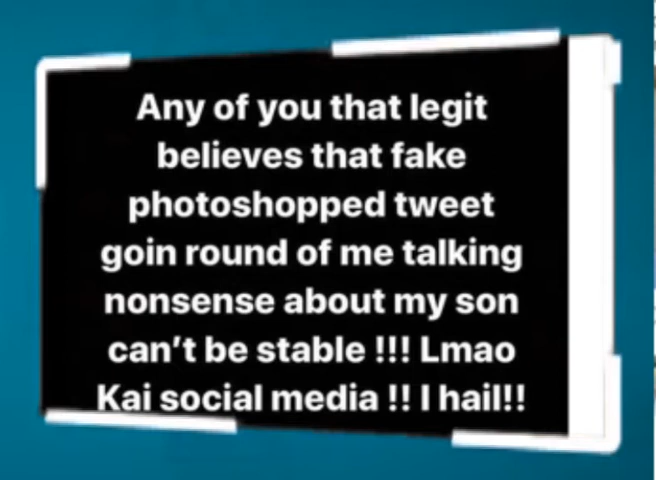 Any of you that legit
believes that fake
photoshopped tweet
goin round of me talking
nonsense about my son
can't be stable !!! Lmao
Kai social media !! I hail!!